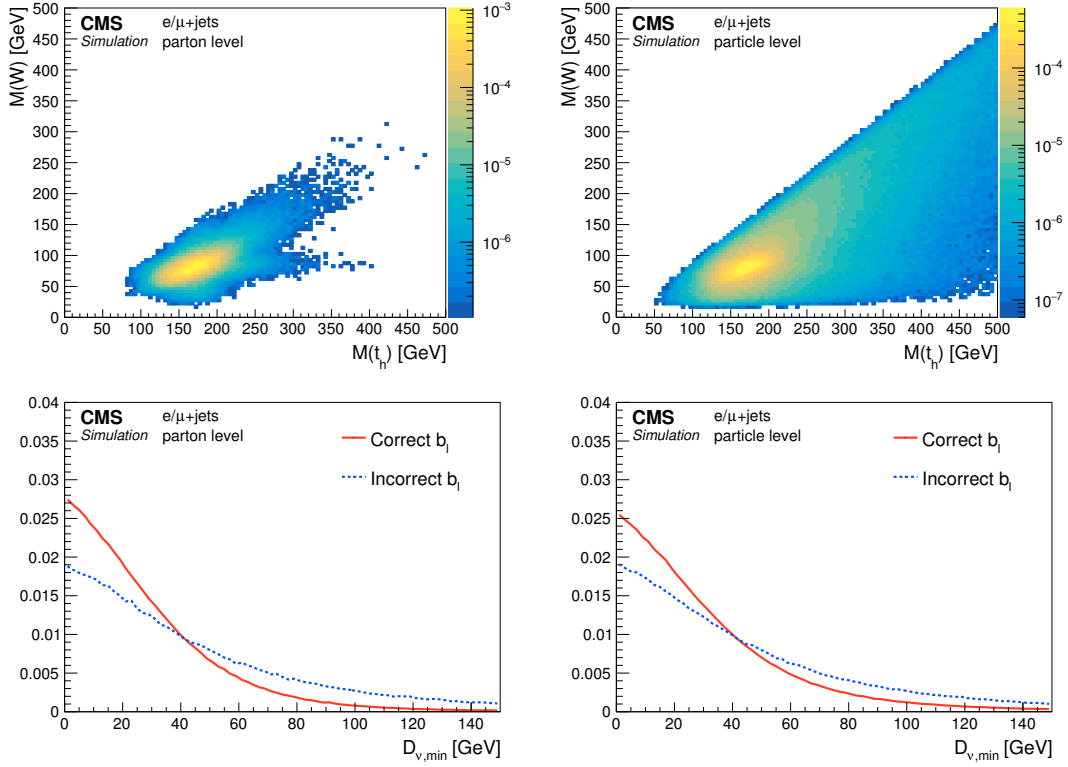 CMS e/μ+jets
Simulation parton level
M(W) [GeV]
500
450
400
350
300
250
200
150
100
50
0
0 50 100 150 200 250 300 350 400 450 500
M(t_h) [GeV]
10⁻³
10⁻⁴
10⁻⁵
10⁻⁶
CMS e/μ+jets
Simulation particle level
M(W) [GeV]
500
450
400
350
300
250
200
150
100
50
0
0 50 100 150 200 250 300 350 400 450 500
M(t_h) [GeV]
10⁻⁴
10⁻⁵
10⁻⁶
10⁻⁷
CMS e/μ+jets
Simulation parton level
Correct b_l
Incorrect b_l
0.04
0.035
0.03
0.025
0.02
0.015
0.01
0.005
0
0 20 40 60 80 100 120 140
D_ν,min [GeV]
CMS e/μ+jets
Simulation particle level
Correct b_l
Incorrect b_l
0.04
0.035
0.03
0.025
0.02
0.015
0.01
0.005
0
0 20 40 60 80 100 120 140
D_ν,min [GeV]